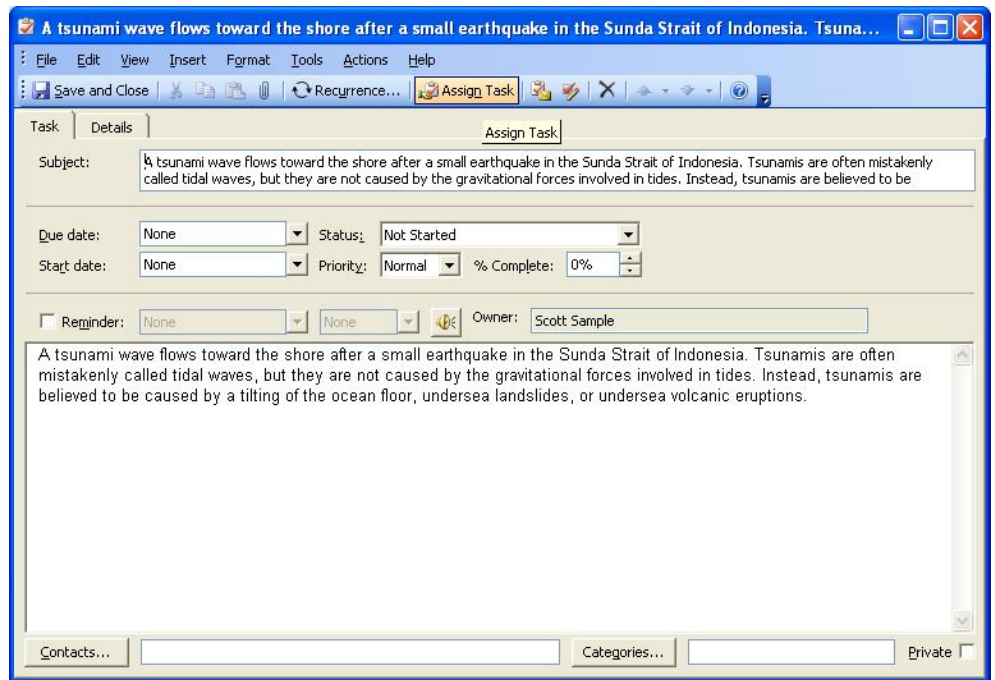 A tsunami wave flows toward the shore after a small earthquake in the Sunda Strait of Indonesia. Tsuna...
File Edit View Insert Format Tools Actions Help
Save and Close Recurrence... Assign Task
Task Details
Assign Task
Subject: A tsunami wave flows toward the shore after a small earthquake in the Sunda Strait of Indonesia. Tsunamis are often mistakenly
called tidal waves, but they are not caused by the gravitational forces involved in tides. Instead, tsunamis are believed to be
Due date: None Status: Not Started
Start date: None Priority: Normal % Complete: 0%
Reminder: None None Owner: Scott Sample
A tsunami wave flows toward the shore after a small earthquake in the Sunda Strait of Indonesia. Tsunamis are often
mistakenly called tidal waves, but they are not caused by the gravitational forces involved in tides. Instead, tsunamis are
believed to be caused by a tilting of the ocean floor, undersea landslides, or undersea volcanic eruptions.
Contacts... Categories... Private